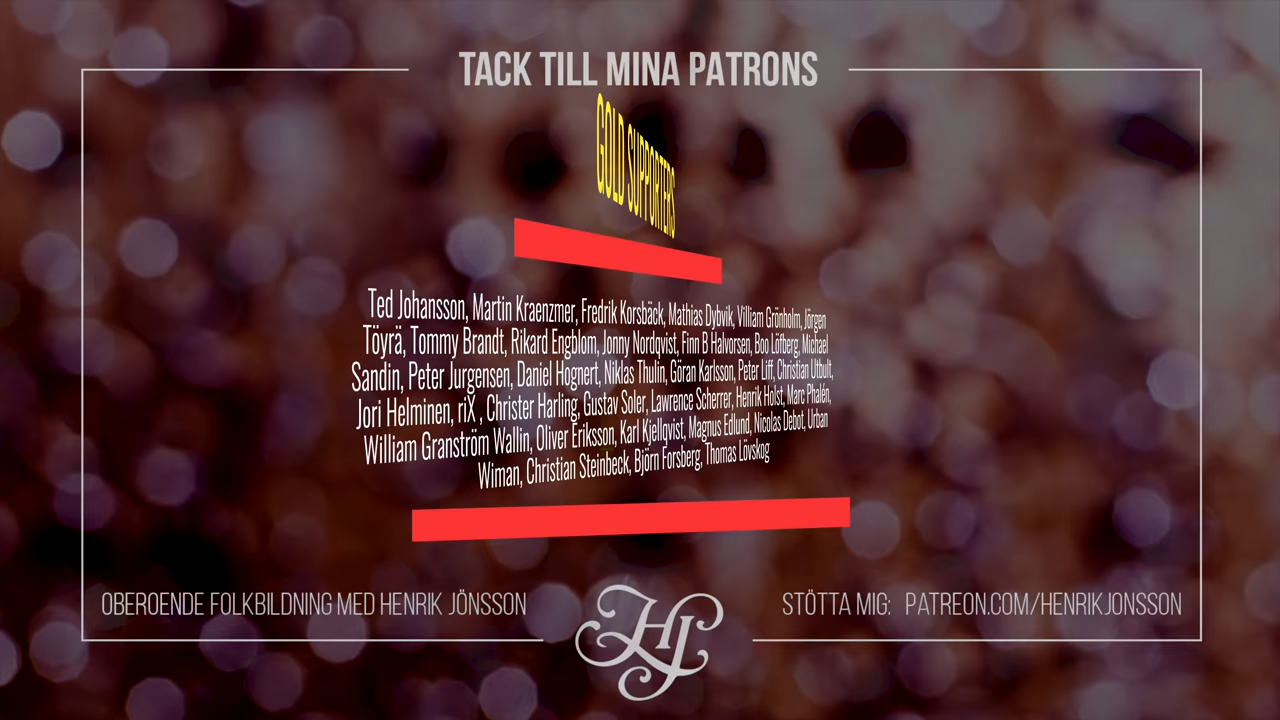 TACK TILL MINA PATRONS
GOLD SUPPORTERS
Ted Johansson, Martin Kraenzmer, Fredrik Korsbäck, Mathias Dybvik, Villiam Grönholm, Jörgen
Töyrä, Tommy Brandt, Rikard Engblom, Jonny Nordqvist, Finn B Halvorsen, Boo Löfberg, Michael
Sandin, Peter Jurgensen, Daniel Hognert, Niklas Thulin, Göran Karlsson, Peter Liff, Christian Utbult,
Jori Helminen, riX , Christer Harling, Gustav Soler, Lawrence Scherrer, Henrik Holst, Marc Phalén,
William Granström Wallin, Oliver Eriksson, Karl Kjellqvist, Magnus Edlund, Nicolas Debot, Urban
Wiman, Christian Steinbeck, Björn Forsberg, Thomas Lövskog
OBEROENDE FOLKBILDNING MED HENRIK JÖNSSON
HJ
STÖTTA MIG: PATREON.COM/HENRIKJONSSON